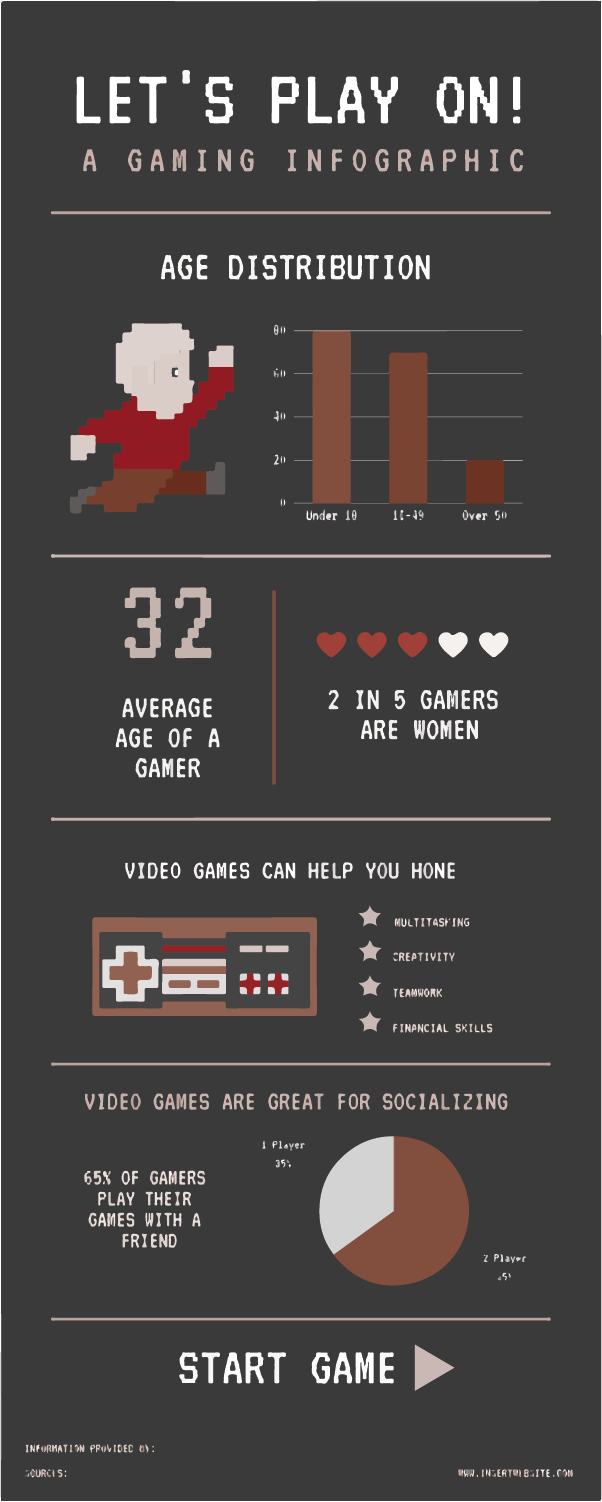 LET'S PLAY ON!
A GAMING INFOGRAPHIC
AGE DISTRIBUTION
80
60
40
20
0
Under 18
18-49
Over 50
32
AVERAGE
AGE OF A
GAMER
2 IN 5 GAMERS
ARE WOMEN
VIDEO GAMES CAN HELP YOU HONE
MULTITASKING
CREATIVITY
TEAMWORK
FINANCIAL SKILLS
VIDEO GAMES ARE GREAT FOR SOCIALIZING
65% OF GAMERS
PLAY THEIR
GAMES WITH A
FRIEND
1 Player
35%
2 Player
START GAME
INFORMATION PROVIDED BY:
SOURCES:
WWW.INSERTWEBSITE.COM